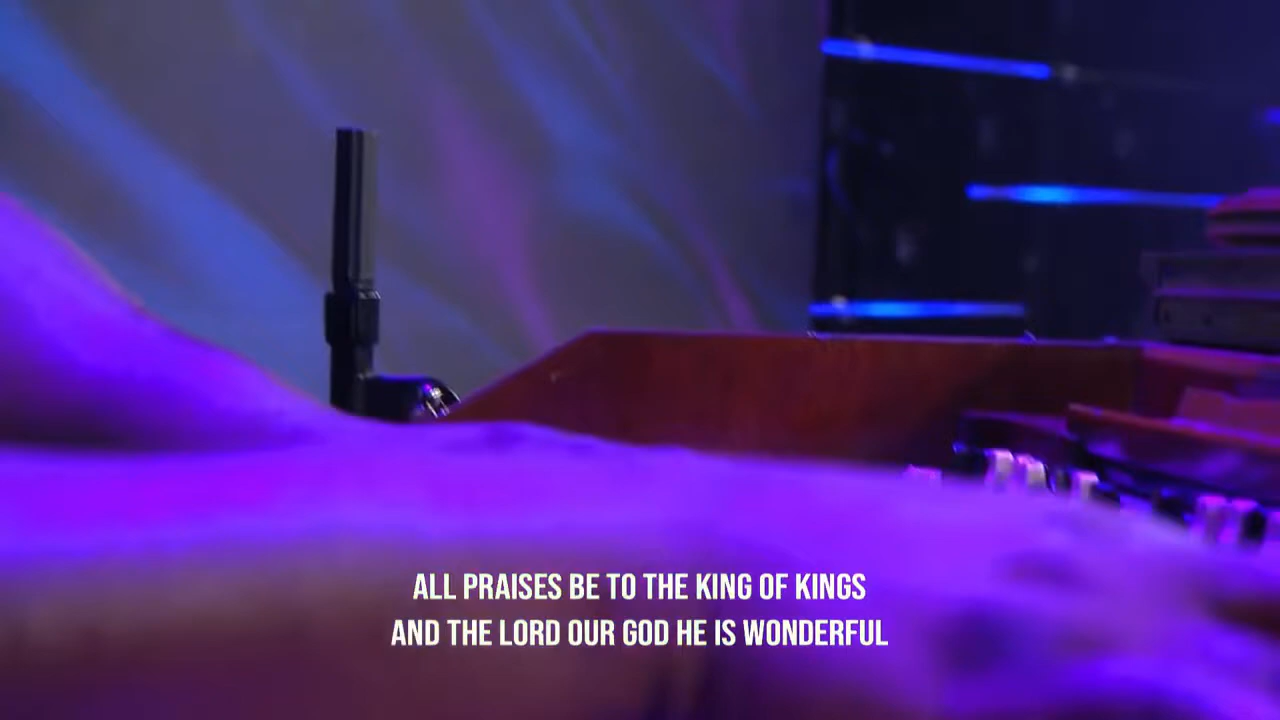 ALL PRAISES BE TO THE KING OF KINGS
AND THE LORD OUR GOD HE IS WONDERFUL